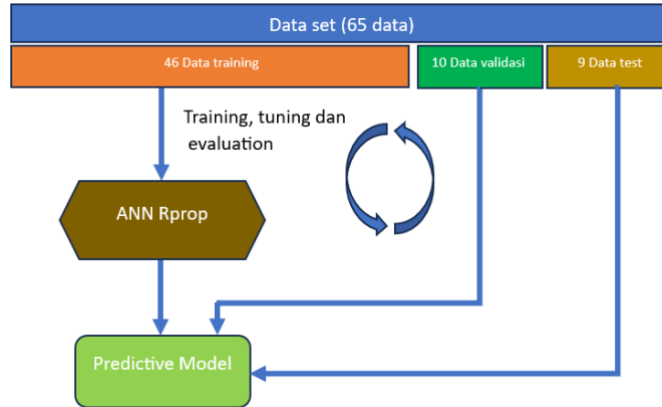 Data set (65 data)
46 Data training
10 Data validasi
9 Data test
Training, tuning dan
evaluation
ANN Rprop
Predictive Model